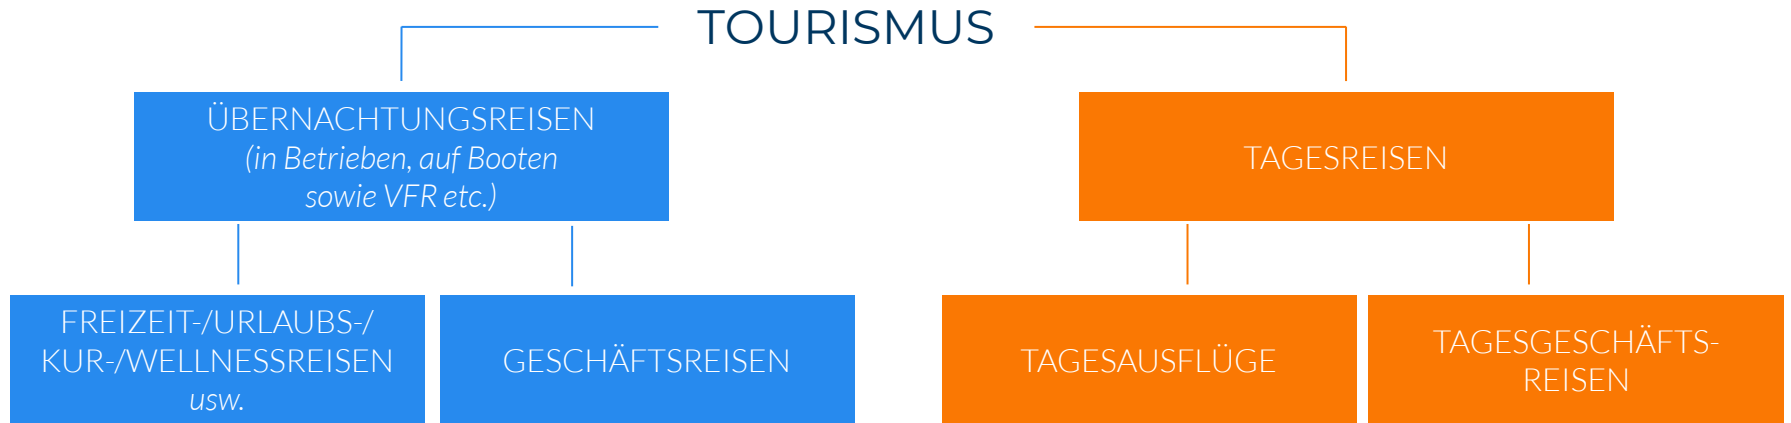 TOURISMUS
ÜBERNACHTUNGSREISEN
(in Betrieben, auf Booten
sowie VFR etc.)
TAGESREISEN
FREIZEIT-/URLAUBS-/
KUR-/WELLNESSREISEN
usw.
GESCHÄFTSREISEN
TAGESAUSFLÜGE
TAGESGESCHÄFTS-
REISEN